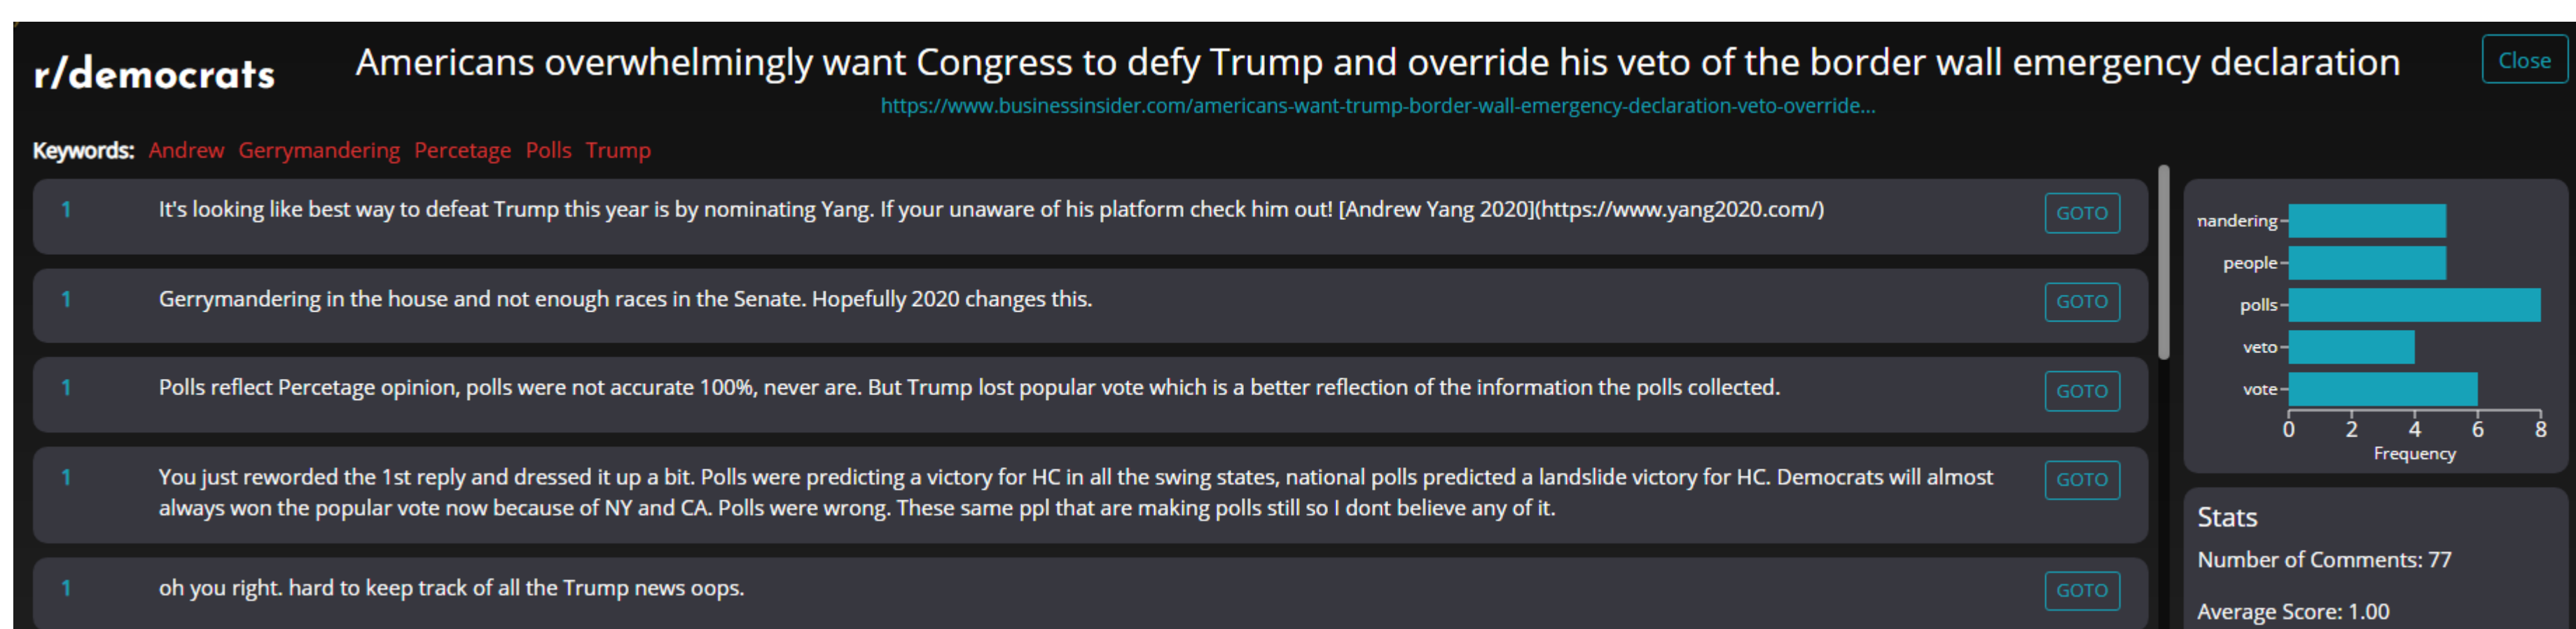 r/democrats
Americans overwhelmingly want Congress to defy Trump and override his veto of the border wall emergency declaration
Close
https://www.businessinsider.com/americans-want-trump-border-wall-emergency-declaration-veto-override...
Keywords: Andrew Gerrymandering Percetage Polls Trump
1 It's looking like best way to defeat Trump this year is by nominating Yang. If your unaware of his platform check him out! [Andrew Yang 2020](https://www.yang2020.com/) GOTO
1 Gerrymandering in the house and not enough races in the Senate. Hopefully 2020 changes this. GOTO
1 Polls reflect Percetage opinion, polls were not accurate 100%, never are. But Trump lost popular vote which is a better reflection of the information the polls collected. GOTO
1 You just reworded the 1st reply and dressed it up a bit. Polls were predicting a victory for HC in all the swing states, national polls predicted a landslide victory for HC. Democrats will almost GOTO
always won the popular vote now because of NY and CA. Polls were wrong. These same ppl that are making polls still so I dont believe any of it.
1 oh you right. hard to keep track of all the Trump news oops. GOTO
nandering
people
polls
veto
vote
0 2 4 6 8
Frequency
Stats
Number of Comments: 77
Average Score: 1.00